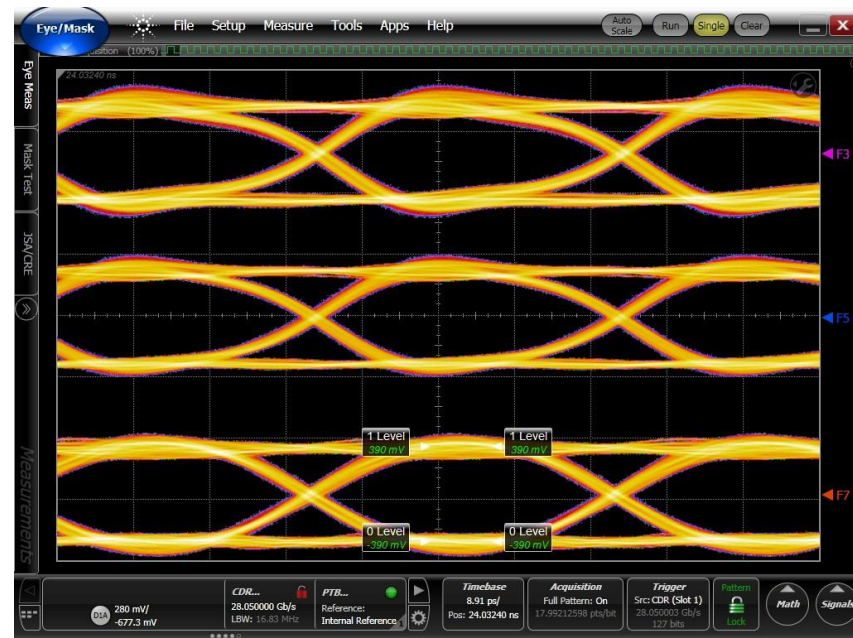 Eye/Mask
File Setup Measure Tools Apps Help
Auto Scale
Run
Single
Clear
(100%)
24.03240 ns
Eye Meas
Mask Test
JSA/CRE
Measurements
F3
F5
F7
1 Level
390 mV
1 Level
390 mV
0 Level
-390 mV
0 Level
-390 mV
D1A
280 mV/
-677.3 mV
CDR...
28.050000 Gb/s
LBW: 16.83 MHz
PTB...
Reference:
Internal Reference
1
Timebase
8.91 ps/
Pos: 24.03240 ns
Acquisition
Full Pattern: On
17.99212598 pts/bit
Trigger
Src: CDR (Slot 1)
28.050003 Gb/s
127 bits
Pattern
Lock
Math
Signals